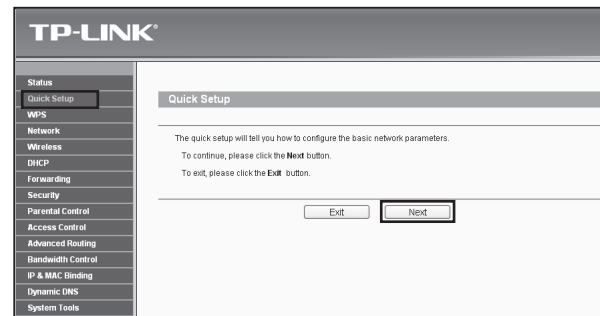 TP-LINK®
Status
Quick Setup
WPS
Network
Wireless
DHCP
Forwarding
Security
Parental Control
Access Control
Advanced Routing
Bandwidth Control
IP & MAC Binding
Dynamic DNS
System Tools
Quick Setup
The quick setup will tell you how to configure the basic network parameters.
To continue, please click the Next button.
To exit, please click the Exit button.
Exit Next